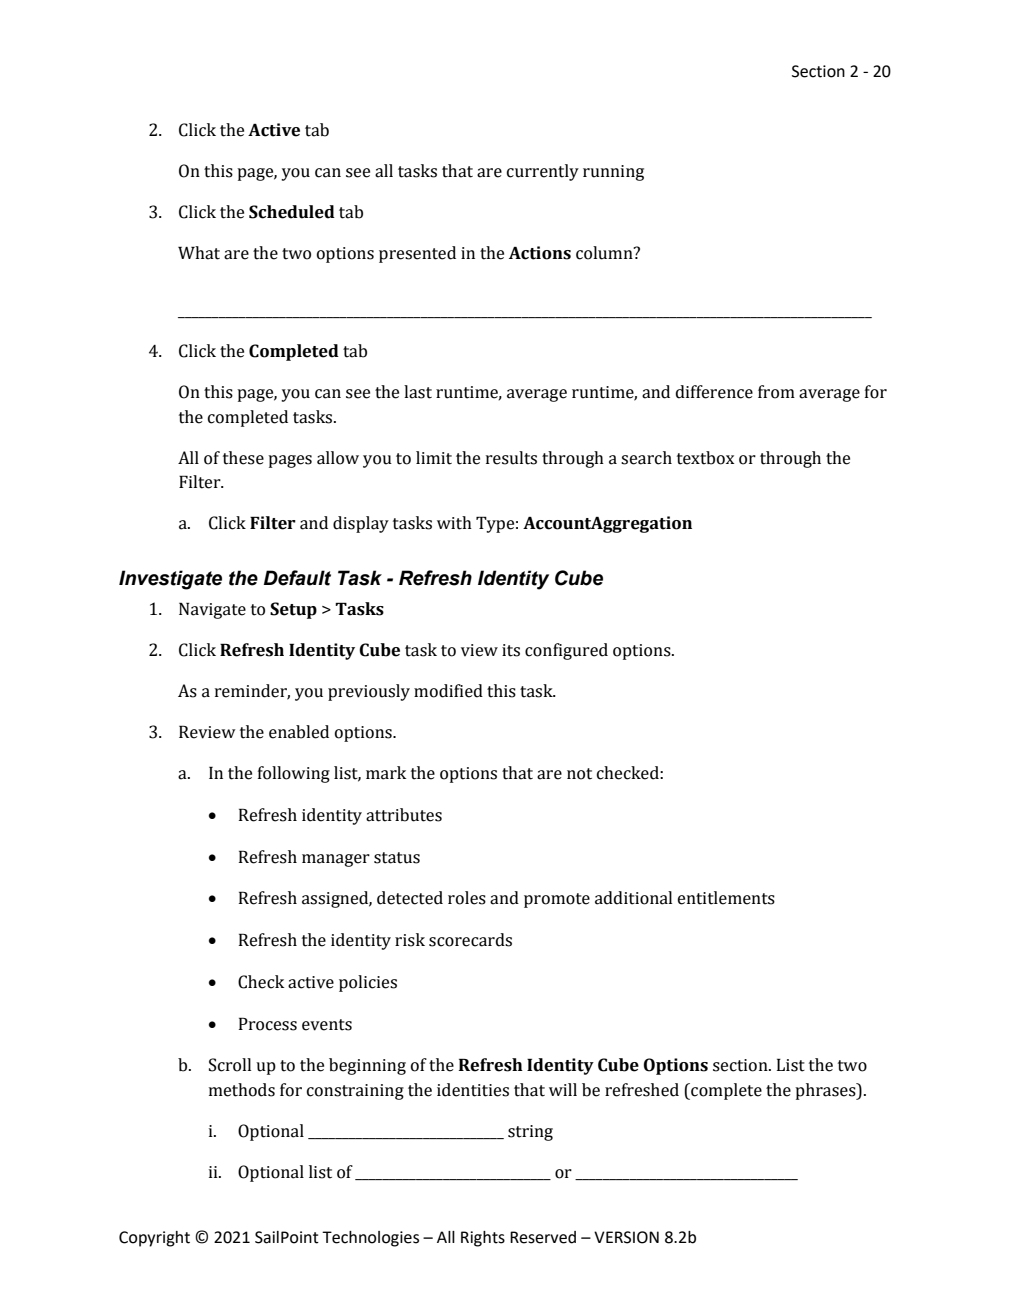 Section 2 - 20
2. Click the Active tab
On this page, you can see all tasks that are currently running
3. Click the Scheduled tab
What are the two options presented in the Actions column?
_______________________________________________________________________________________
4. Click the Completed tab
On this page, you can see the last runtime, average runtime, and difference from average for
the completed tasks.
All of these pages allow you to limit the results through a search textbox or through the
Filter.
a. Click Filter and display tasks with Type: AccountAggregation
Investigate the Default Task - Refresh Identity Cube
1. Navigate to Setup > Tasks
2. Click Refresh Identity Cube task to view its configured options.
As a reminder, you previously modified this task.
3. Review the enabled options.
a. In the following list, mark the options that are not checked:
• Refresh identity attributes
• Refresh manager status
• Refresh assigned, detected roles and promote additional entitlements
• Refresh the identity risk scorecards
• Check active policies
• Process events
b. Scroll up to the beginning of the Refresh Identity Cube Options section. List the two
methods for constraining the identities that will be refreshed (complete the phrases).
i. Optional ________________________ string
ii. Optional list of ________________________ or ___________________________
Copyright © 2021 SailPoint Technologies – All Rights Reserved – VERSION 8.2b